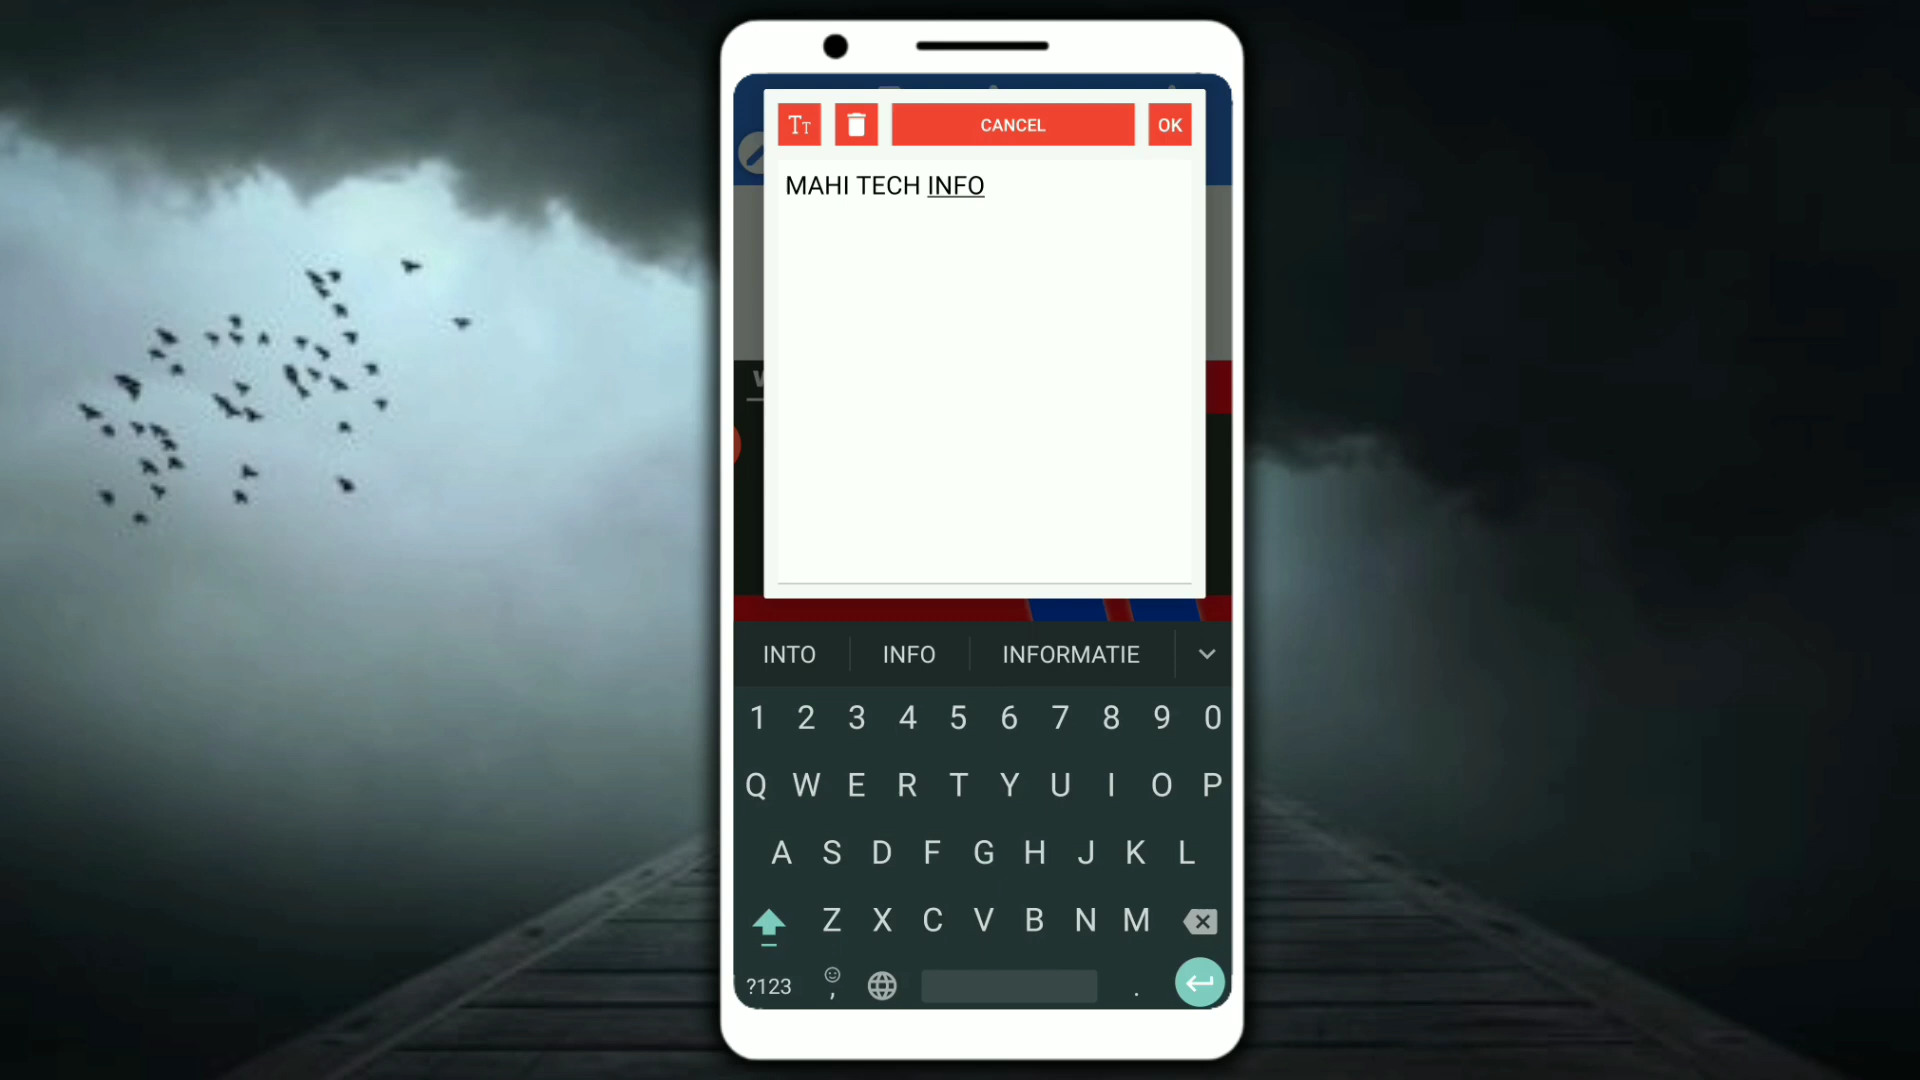 TT CANCEL OK
MAHI TECH INFO
INTO INFO INFORMATIE
1 2 3 4 5 6 7 8 9 0
Q W E R T Y U I O P
A S D F G H J K L
Z X C V B N M
?123 , .